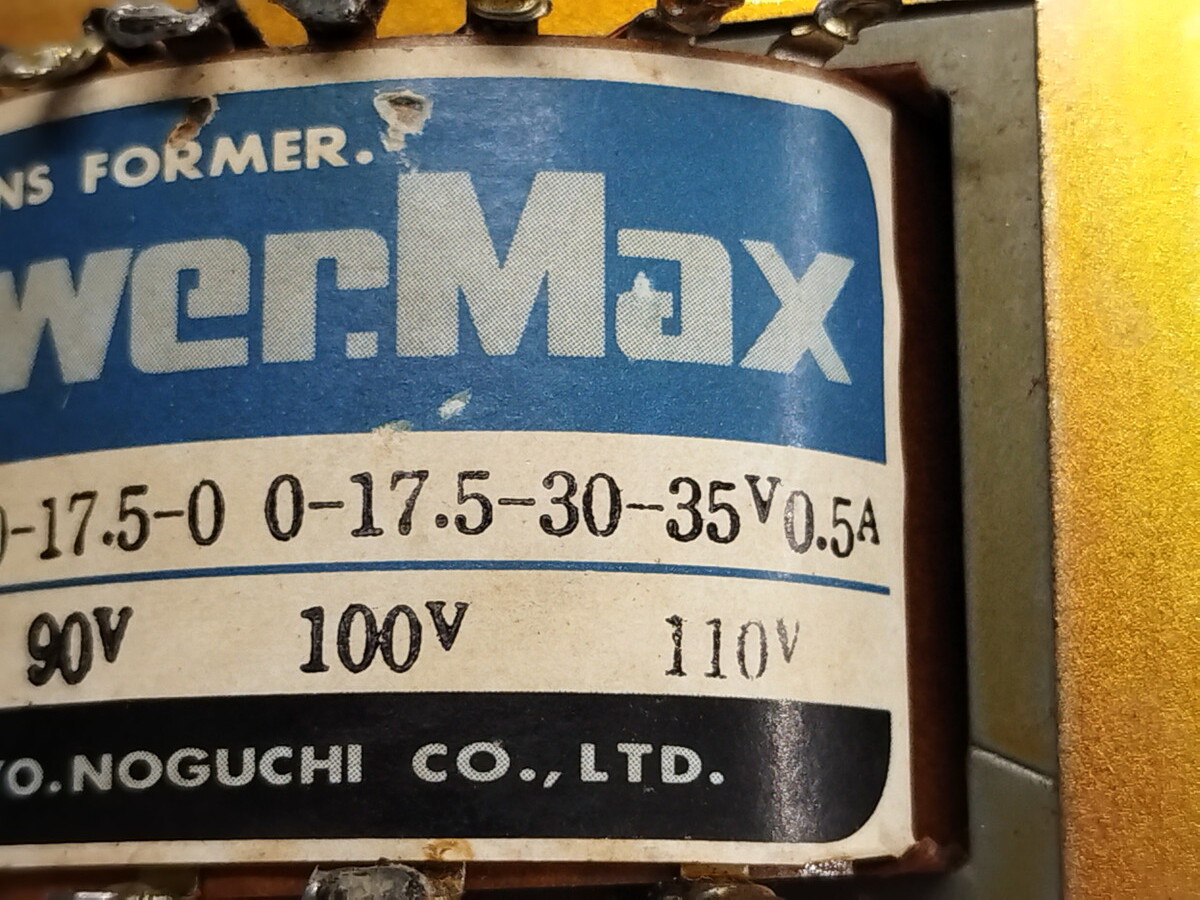 NS FORMER.
wer.Max
-17.5-0 0-17.5-30-35V 0.5A
90V 100V 110V
YO. NOGUCHI CO., LTD.